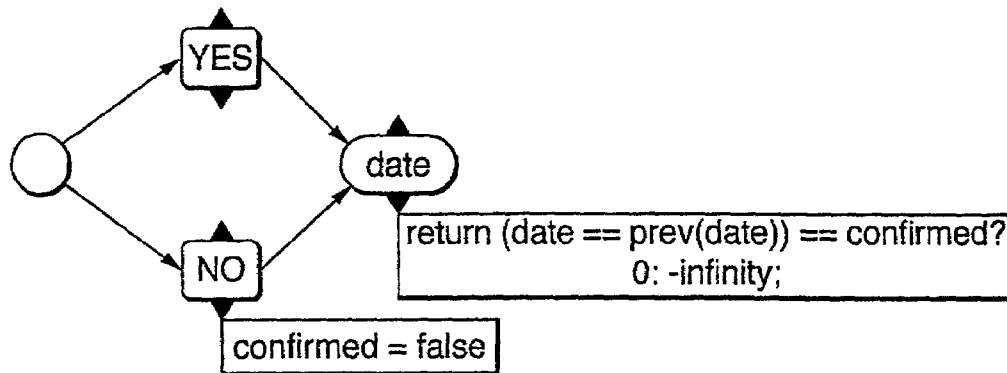 YES
date
return (date == prev(date)) == confirmed?
0: -infinity;
NO
confirmed = false